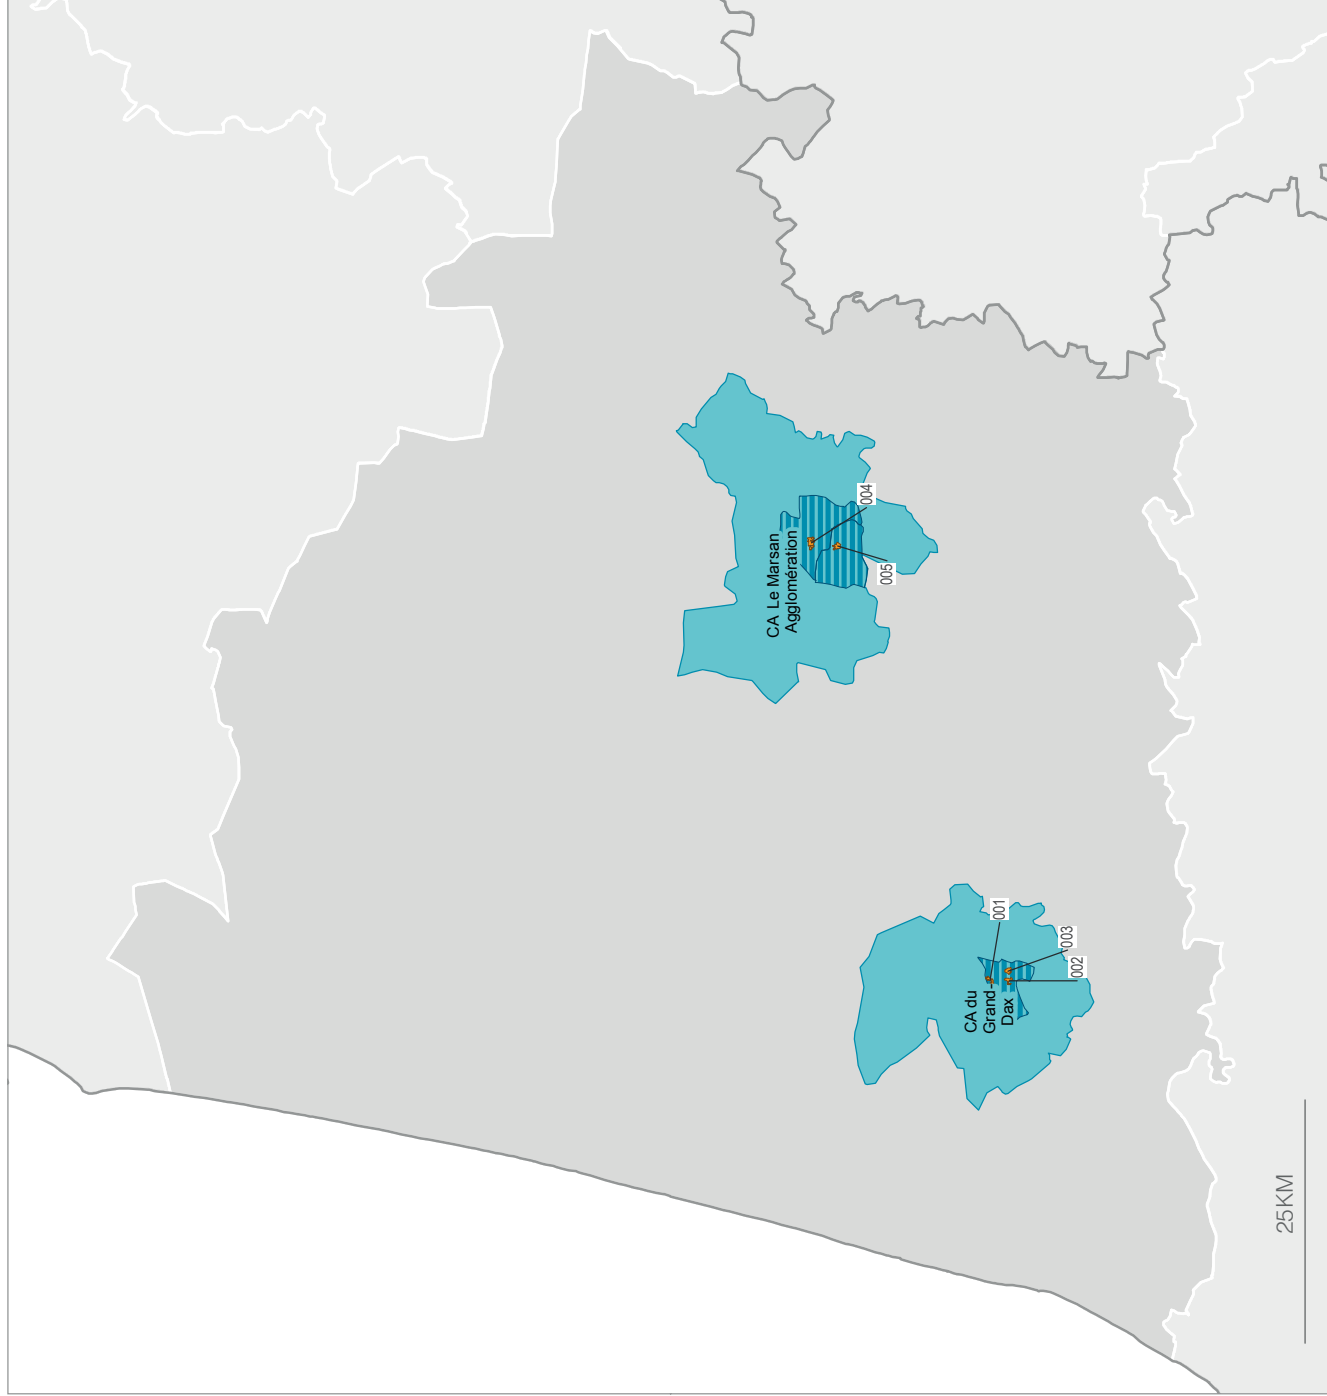 CA Le Marsan
Agglomération
004
005
CA du
Grand-
Dax
001
003
002
25KM